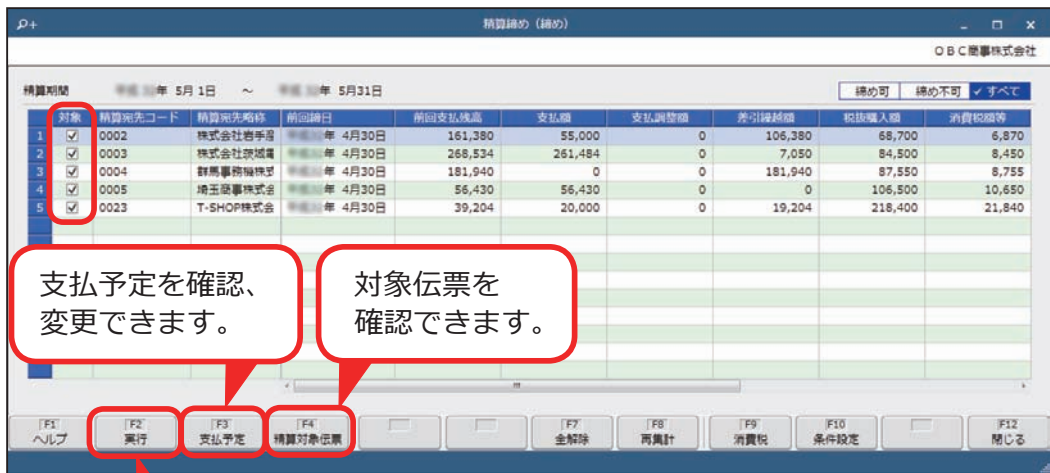 精算締め（締め）
ＯＢＣ商事株式会社
精算期間 年 5月 1日 ～ 年 5月31日 締め可 締め不可 ✓ すべて
対象 精算宛先コード 精算宛先略称 前回締日 前回支払残高 支払額 支払調整額 差引繰越額 税抜購入額 消費税額等
1 0002 株式会社岩手 年 4月30日 161,380 55,000 0 106,380 68,700 6,870
2 0003 株式会社茨城 年 4月30日 268,534 261,484 0 7,050 84,500 8,450
3 0004 群馬事務機株式 年 4月30日 181,940 0 0 181,940 87,550 8,755
4 0005 埼玉商事株式会 年 4月30日 56,430 56,430 0 0 106,500 10,650
5 0023 T-SHOP株式会 年 4月30日 39,204 20,000 0 19,204 218,400 21,840
支払予定を確認、
変更できます。
対象伝票を
確認できます。
F1 F2 F3 F4 F7 F8 F9 F10 F12
ヘルプ 実行 支払予定 精算対象伝票 全解除 再集計 消費税 条件設定 閉じる